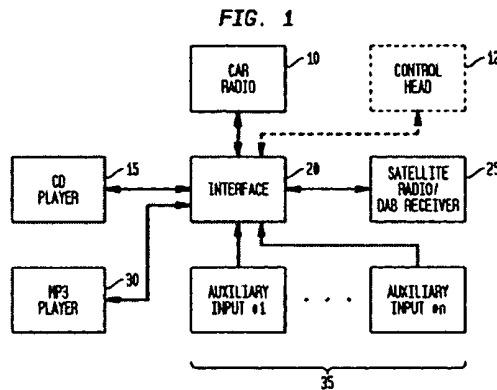 FIG. 1
CAR
RADIO
10
CONTROL
HEAD
12
CD
PLAYER
15
INTERFACE
20
SATELLITE
RADIO/
DAB RECEIVER
25
MP3
PLAYER
30
AUXILIARY
INPUT #1
. . .
AUXILIARY
INPUT #n
35